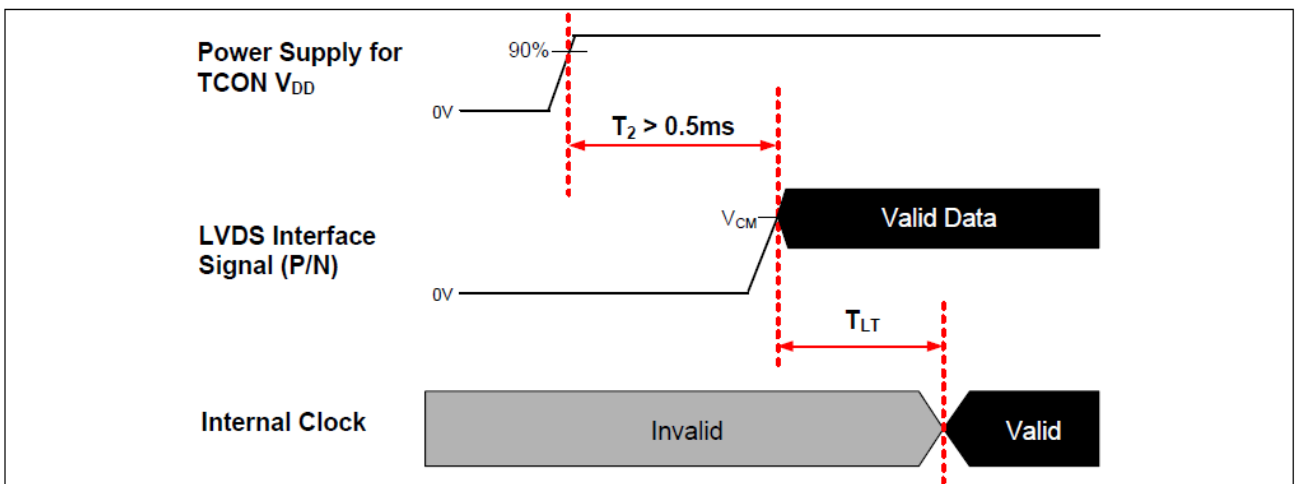 Power Supply for
TCON VDD
90%
0V
T2 > 0.5ms
LVDS Interface
Signal (P/N)
VCM
Valid Data
0V
TLT
Internal Clock
Invalid
Valid